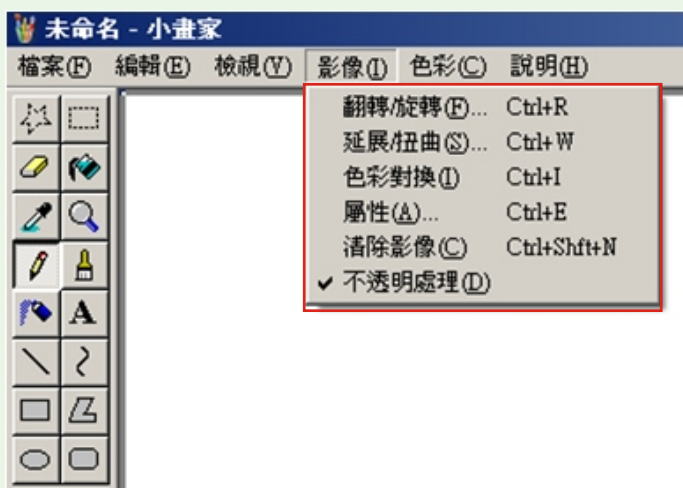 未命名 - 小畫家
檔案(F) 編輯(E) 檢視(V) 影像(I) 色彩(C) 說明(H)
翻轉/旋轉(F)... Ctrl+R
延展/扭曲(S)... Ctrl+W
色彩對換(I) Ctrl+I
屬性(A)... Ctrl+E
清除影像(C) Ctrl+Shft+N
✓ 不透明處理(D)
A